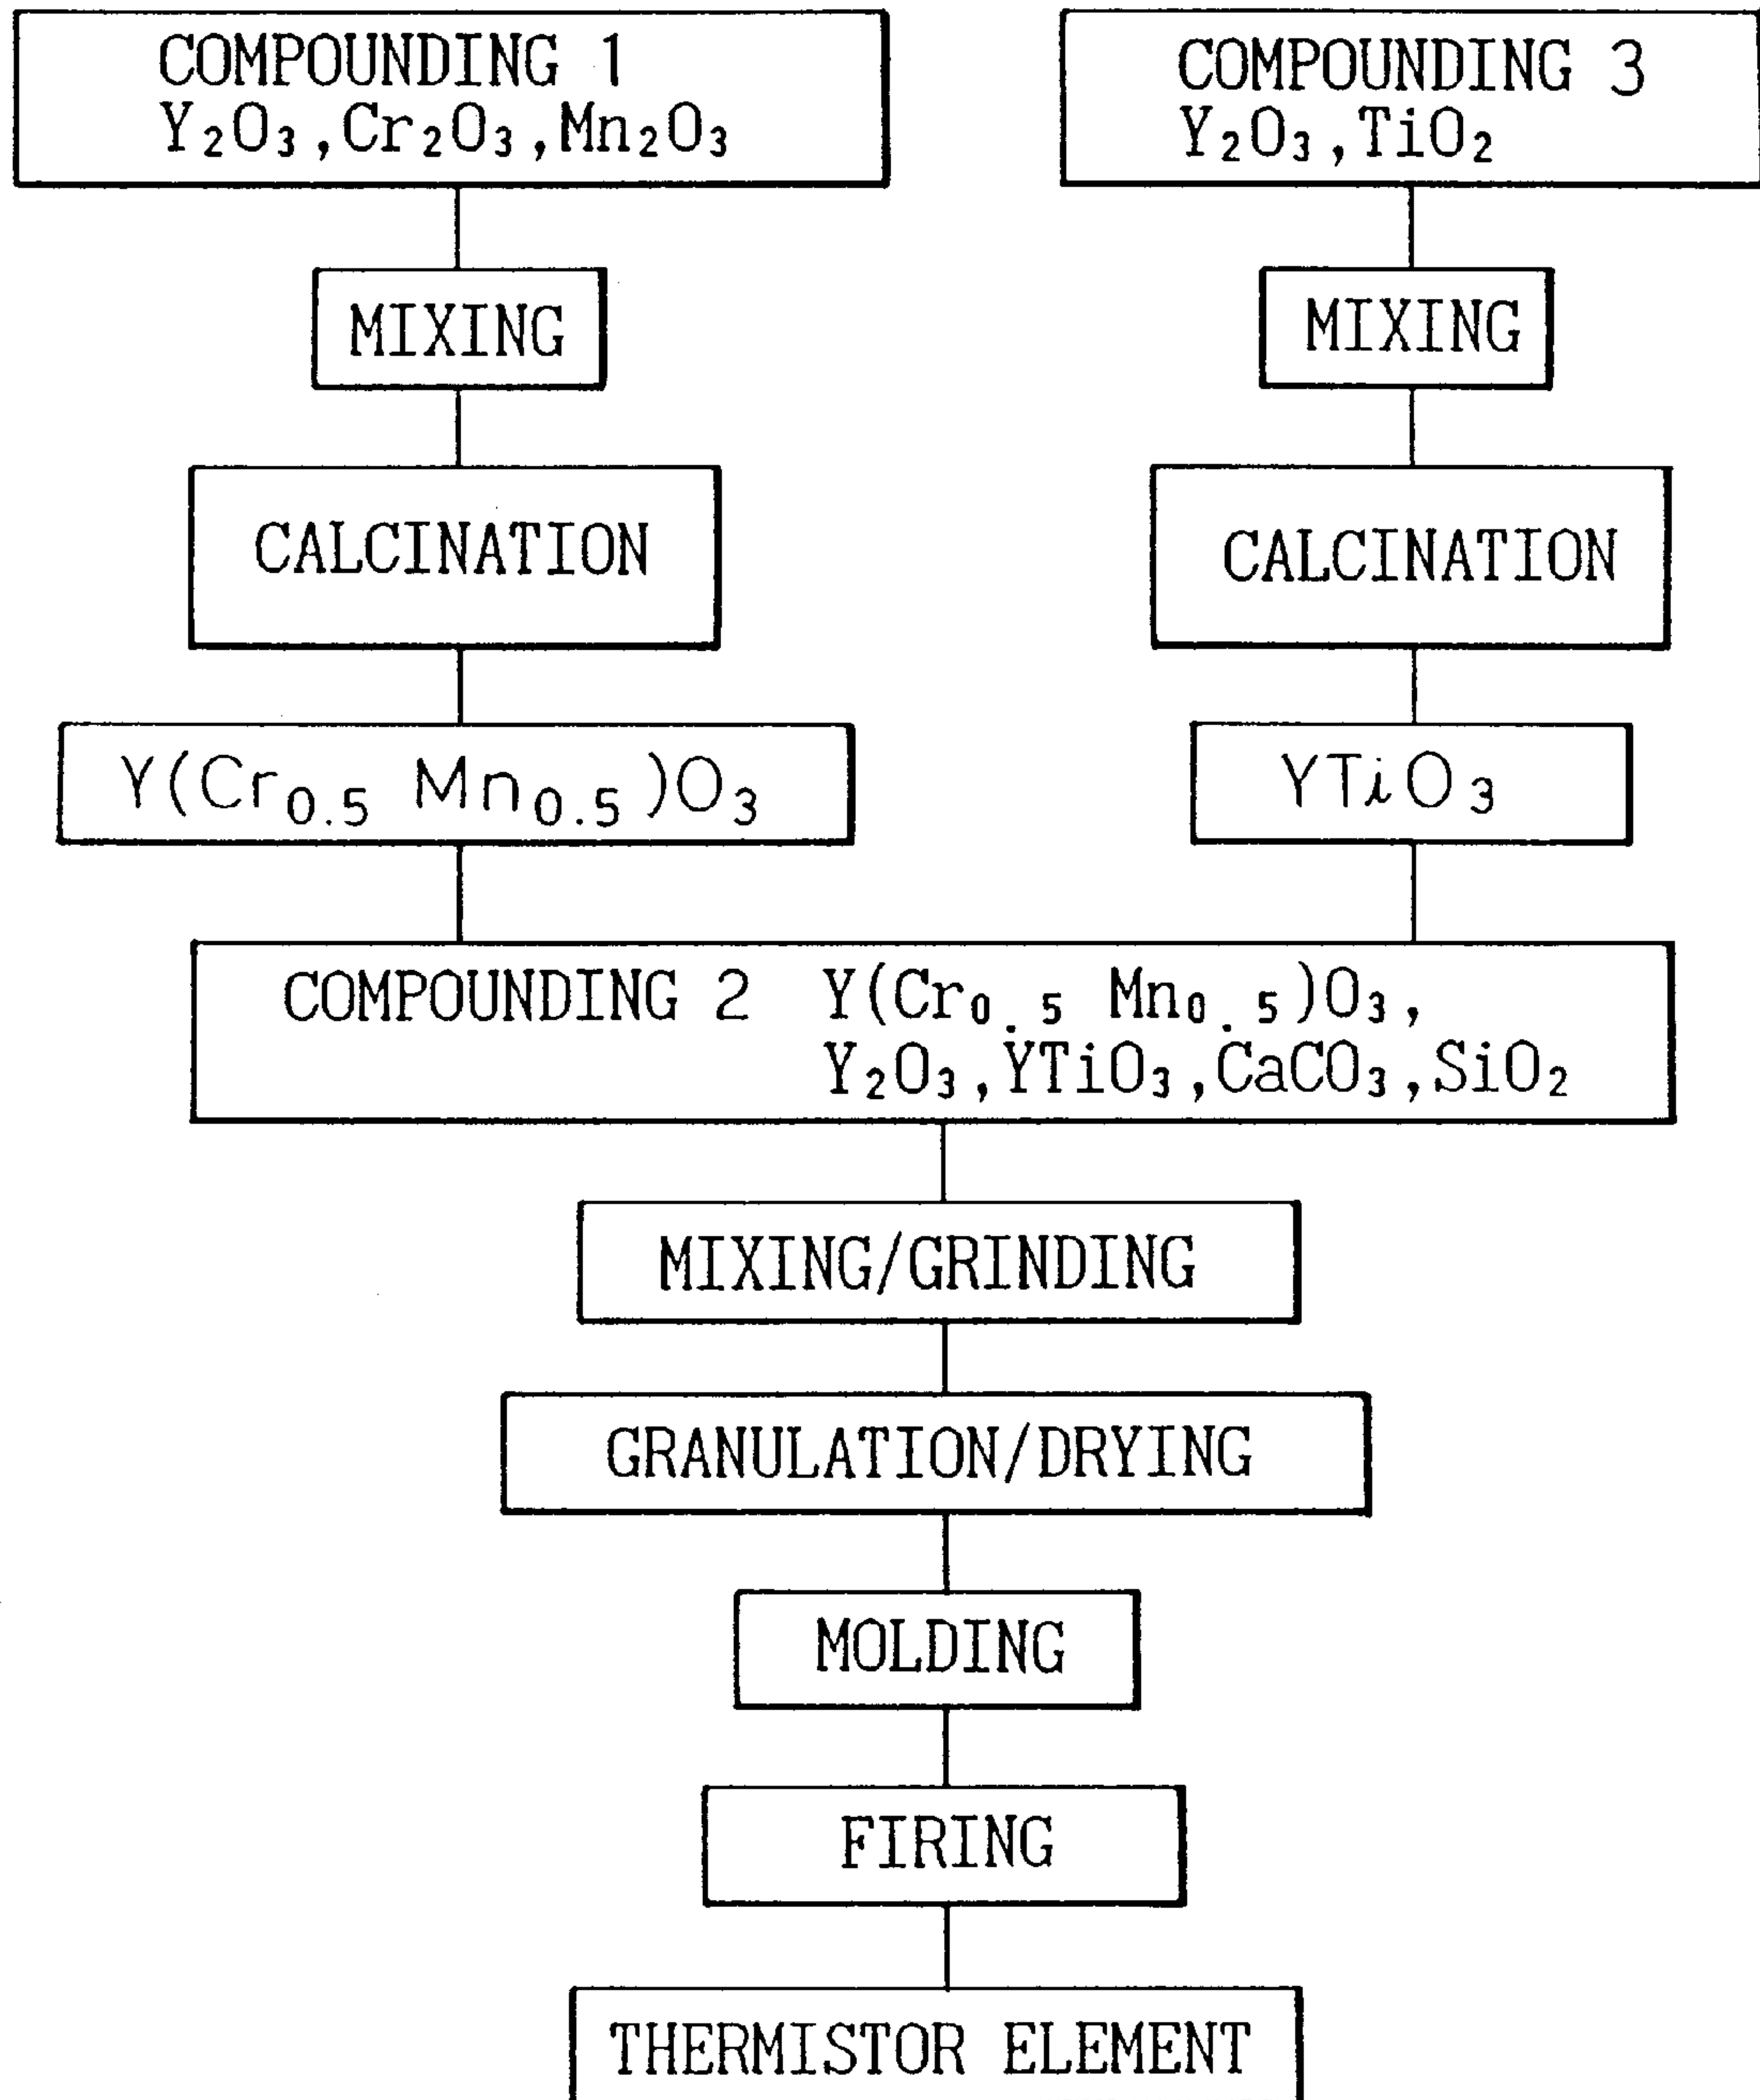 COMPOUNDING 1
Y₂O₃,Cr₂O₃,Mn₂O₃
MIXING
CALCINATION
Y(Cr₀.₅ Mn₀.₅)O₃
COMPOUNDING 3
Y₂O₃,TiO₂
MIXING
CALCINATION
YTiO₃
COMPOUNDING 2 Y(Cr₀.₅ Mn₀.₅)O₃,
Y₂O₃,YTiO₃,CaCO₃,SiO₂
MIXING/GRINDING
GRANULATION/DRYING
MOLDING
FIRING
THERMISTOR ELEMENT